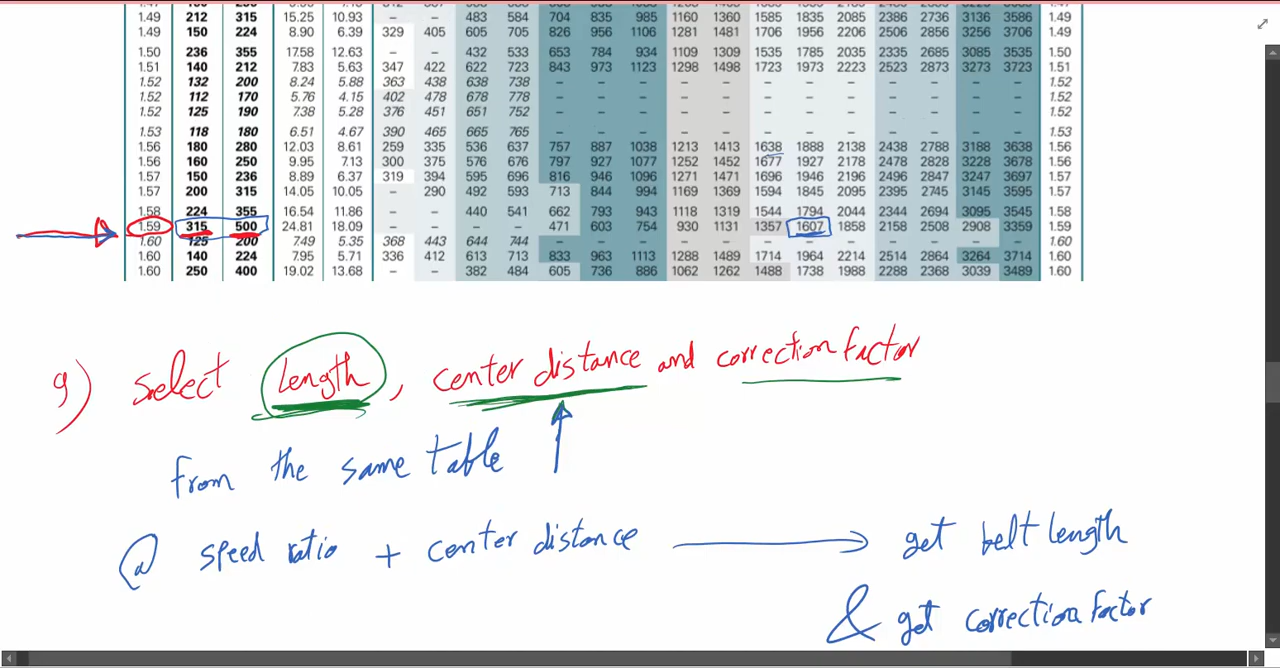 1.49 212 315 15.25 10.93 – – 483 584 704 835 985 1160 1360 1585 1835 2085 2386 2736 3136 3586 1.49
1.49 150 224 8.90 6.39 329 405 605 705 826 956 1106 1281 1481 1706 1956 2206 2506 2856 3256 3706 1.49
1.50 236 355 17.58 12.63 – – 432 533 653 784 934 1109 1309 1535 1785 2035 2335 2685 3085 3535 1.50
1.51 140 212 7.83 5.63 347 422 622 723 843 973 1123 1298 1498 1723 1973 2223 2523 2873 3273 3723 1.51
1.52 132 200 8.24 5.88 363 438 638 738 – – – – – – – – – – – – 1.52
1.52 112 170 5.76 4.15 402 478 678 778 – – – – – – – – – – – – 1.52
1.52 125 190 7.38 5.28 376 451 651 752 – – – – – – – – – – – – 1.52
1.53 118 180 6.51 4.67 390 465 665 765 – – – – – – – – – – – – 1.53
1.56 180 280 12.03 8.61 259 335 536 637 757 887 1038 1213 1413 1638 1888 2138 2438 2788 3188 3638 1.56
1.56 160 250 9.95 7.13 300 375 576 676 797 927 1077 1252 1452 1677 1927 2178 2478 2828 3228 3678 1.56
1.57 150 236 8.89 6.37 319 394 595 696 816 946 1096 1271 1471 1696 1946 2196 2496 2847 3247 3697 1.57
1.57 200 315 14.05 10.05 – 290 492 593 713 844 994 1169 1369 1594 1845 2095 2395 2745 3145 3595 1.57
1.58 224 355 16.54 11.86 – – 440 541 662 793 943 1118 1319 1544 1794 2044 2344 2694 3095 3545 1.58
1.59 315 500 24.81 18.09 – – – – 471 603 754 930 1131 1357 1607 1858 2158 2508 2908 3359 1.59
1.60 125 200 7.49 5.35 368 443 644 744 – – – – – – – – – – – – 1.60
1.60 140 224 7.95 5.71 336 412 613 713 833 963 1113 1288 1489 1714 1964 2214 2514 2864 3264 3714 1.60
1.60 250 400 19.02 13.68 – – 382 484 605 736 886 1062 1262 1488 1738 1988 2288 2368 3039 3489 1.60
9) Select length, center distance and correction factor
from the same table
@ speed ratio + center distance get belt length
& get correction factor